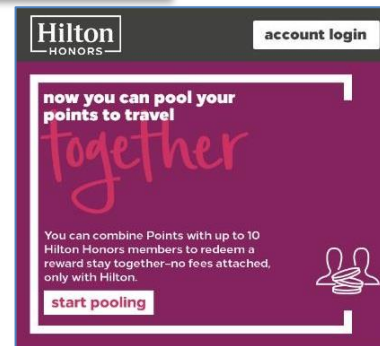 Hilton
HONORS
account login
now you can pool your
points to travel
together
You can combine Points with up to 10
Hilton Honors members to redeem a
reward stay together–no fees attached,
only with Hilton.
start pooling